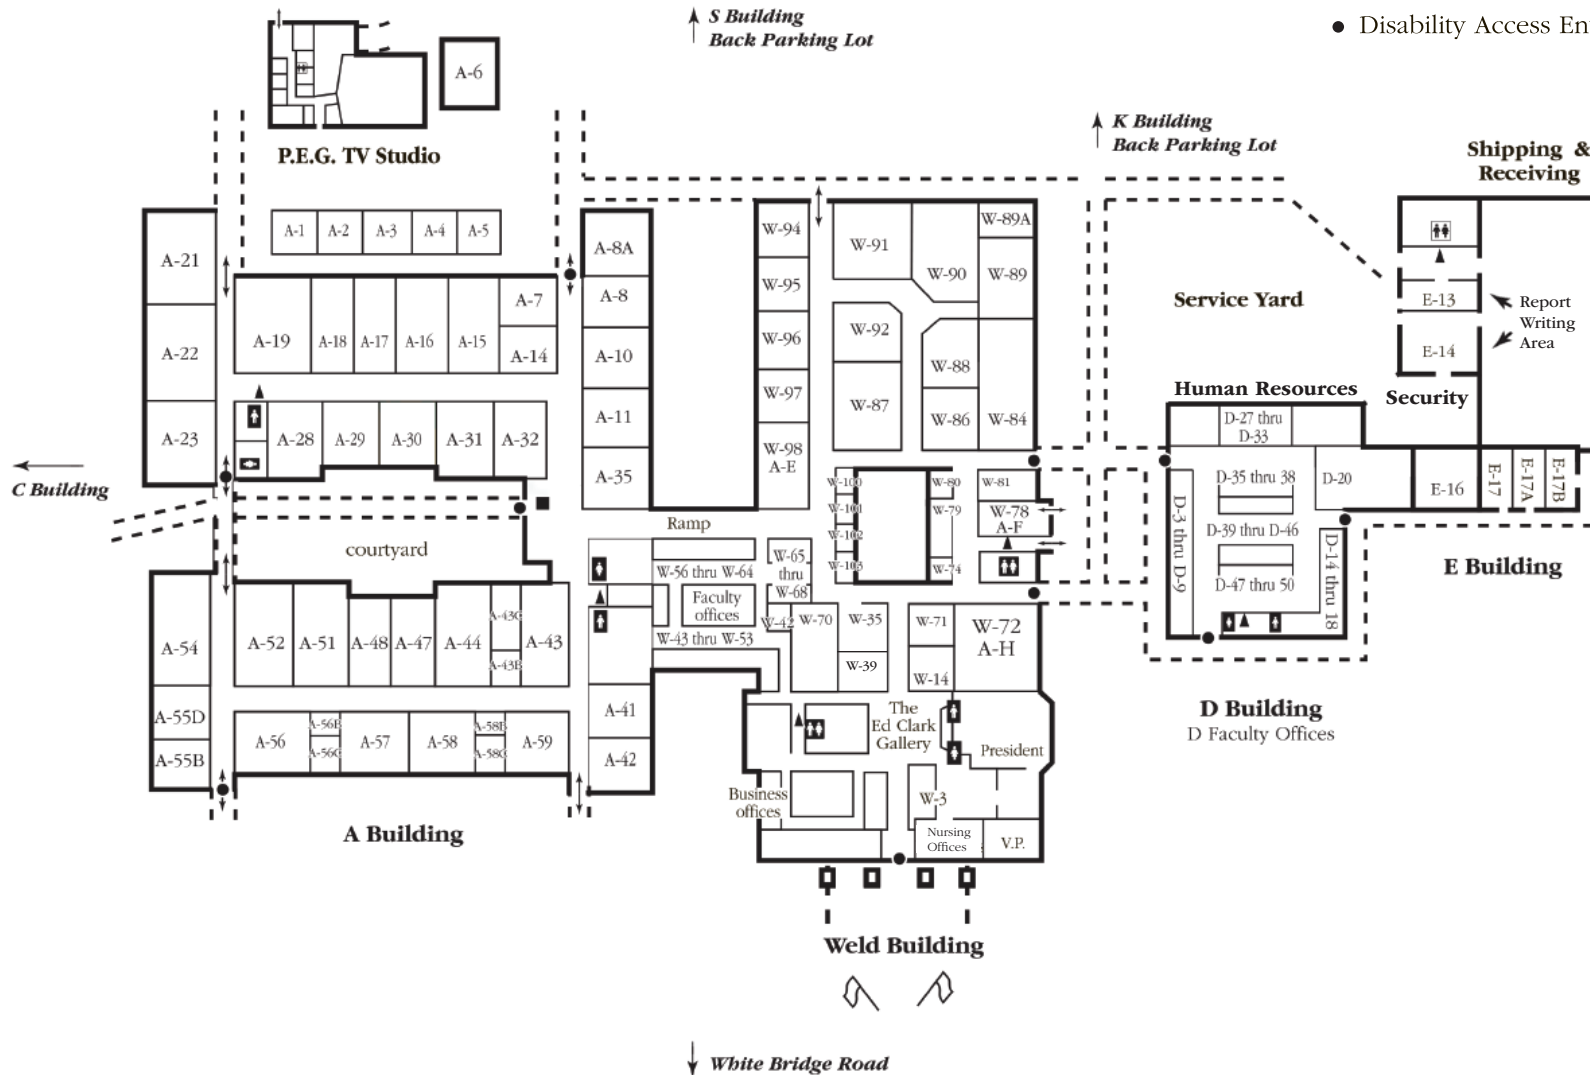 S Building
Back Parking Lot
Disability Access En
A-6
K Building
Back Parking Lot
P.E.G. TV Studio
Shipping &
Receiving
A-1
A-2
A-3
A-4
A-5
A-21
A-8A
W-94
W-91
W-89A
W-90
W-89
A-7
A-8
W-95
Service Yard
E-13
Report
Writing
Area
A-19
A-18
A-17
A-16
A-15
A-14
A-22
A-10
W-96
W-92
W-88
E-14
Human Resources
Security
W-97
W-87
W-86
W-84
A-11
D-27 thru
D-33
A-23
A-28
A-29
A-30
A-31
A-32
W-98
A-E
C Building
A-35
W-100
W-80
W-81
D-35 thru 38
D-20
E-16
E-17
E-17A
E-17B
W-101
W-79
W-78
A-F
D-3 thru D-9
D-39 thru D-46
D-14 thru 18
Ramp
W-102
courtyard
W-65
thru
W-68
W-56 thru W-64
W-103
W-74
D-47 thru 50
E Building
Faculty
offices
A-54
A-52
A-51
A-48
A-47
A-44
A-43C
A-43B
A-43
W-42
W-70
W-35
W-71
W-72
A-H
W-43 thru W-53
W-39
W-14
A-55D
A-41
The
Ed Clark
Gallery
D Building
D Faculty Offices
A-56
A-56B
A-56C
A-57
A-58
A-58B
A-58C
A-59
President
A-55B
A-42
Business
offices
W-3
A Building
Nursing
Offices
V.P.
Weld Building
White Bridge Road